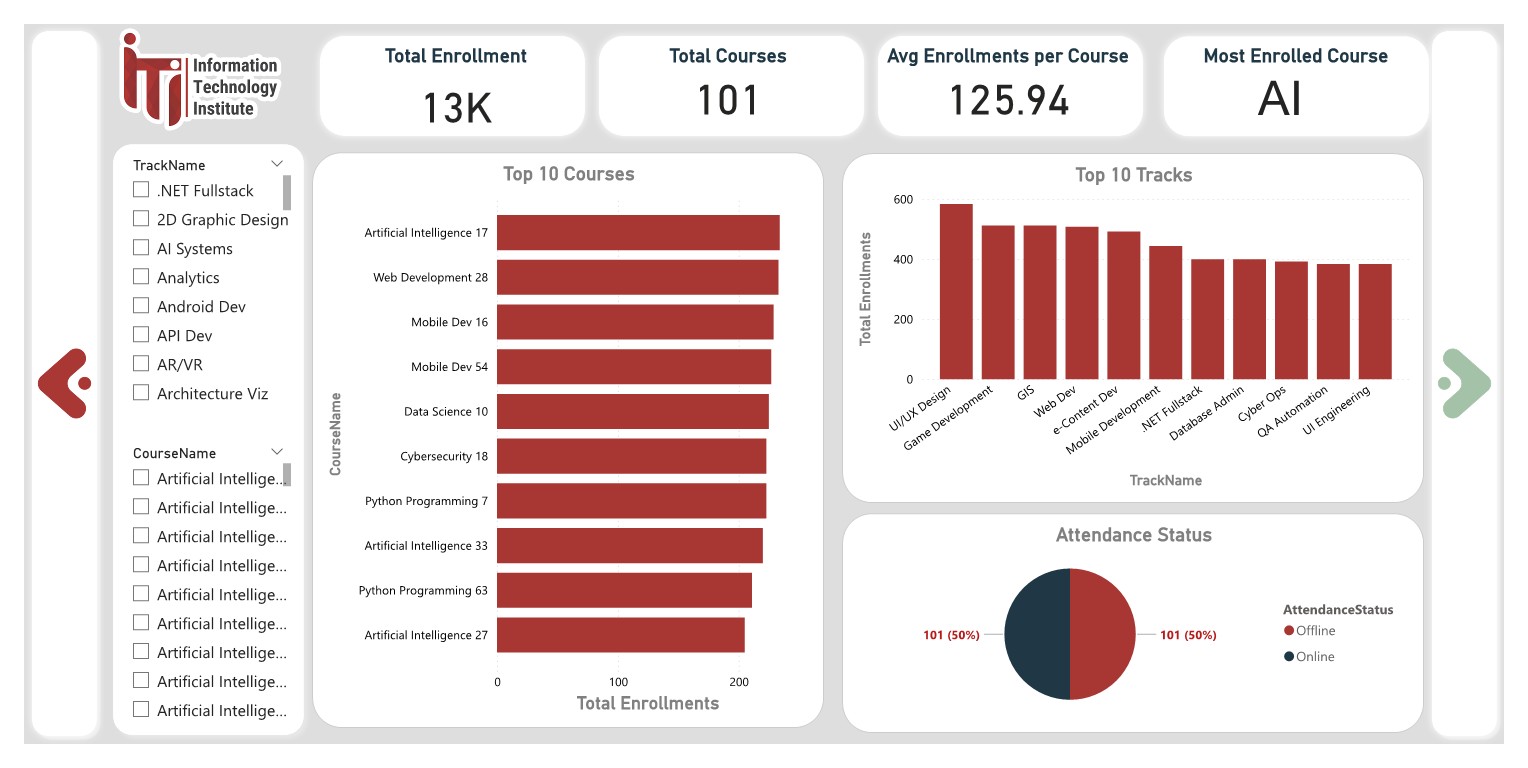 Information
Technology
Institute
Total Enrollment
13K
Total Courses
101
Avg Enrollments per Course
125.94
Most Enrolled Course
AI
TrackName
.NET Fullstack
2D Graphic Design
AI Systems
Analytics
Android Dev
API Dev
AR/VR
Architecture Viz
CourseName
Artificial Intellige...
Artificial Intellige...
Artificial Intellige...
Artificial Intellige...
Artificial Intellige...
Artificial Intellige...
Artificial Intellige...
Artificial Intellige...
Artificial Intellige...
Top 10 Courses
CourseName
Artificial Intelligence 17
Web Development 28
Mobile Dev 16
Mobile Dev 54
Data Science 10
Cybersecurity 18
Python Programming 7
Artificial Intelligence 33
Python Programming 63
Artificial Intelligence 27
0 100 200
Total Enrollments
Top 10 Tracks
Total Enrollments
600
400
200
0
UI/UX Design
Game Development
GIS
Web Dev
e-Content Dev
Mobile Development
.NET Fullstack
Database Admin
Cyber Ops
QA Automation
UI Engineering
TrackName
Attendance Status
101 (50%)
101 (50%)
AttendanceStatus
Offline
Online